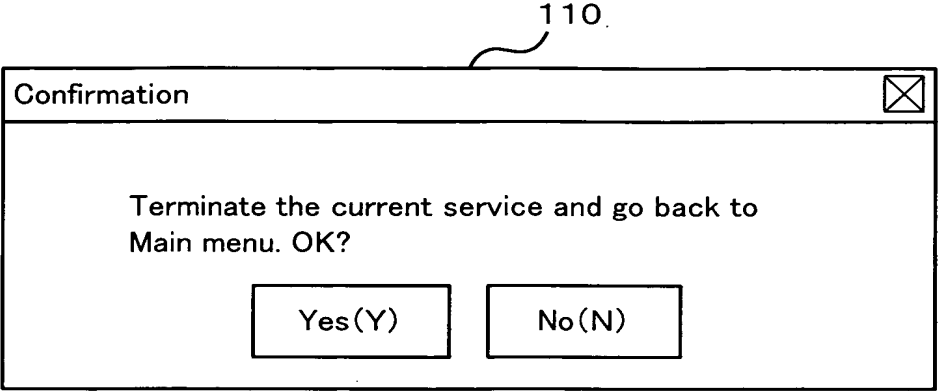 110
Confirmation
Terminate the current service and go back to
Main menu. OK?
Yes(Y) No(N)